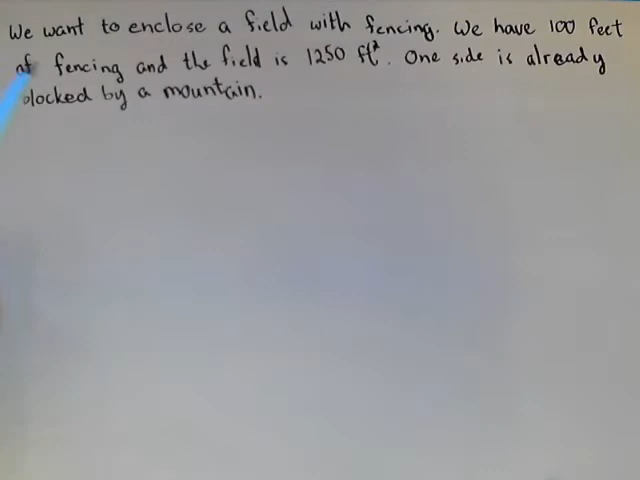 We want to enclose a field with fencing. We have 100 feet
of fencing and the field is 1250 ft². One side is already
blocked by a mountain.